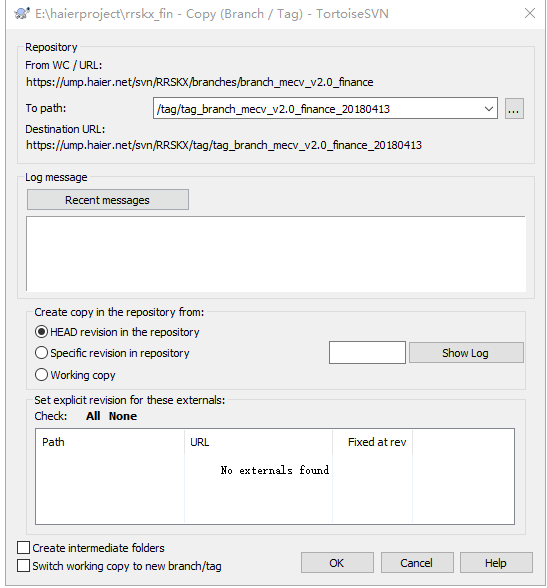 E:\haierproject\rrskx_fin - Copy (Branch / Tag) - TortoiseSVN
Repository
From WC / URL:
https://ump.haier.net/svn/RRSKX/branches/branch_mecv_v2.0_finance
To path: /tag/tag_branch_mecv_v2.0_finance_20180413 ...
Destination URL:
https://ump.haier.net/svn/RRSKX/tag/tag_branch_mecv_v2.0_finance_20180413
Log message
Recent messages
Create copy in the repository from:
HEAD revision in the repository
Specific revision in repository Show Log
Working copy
Set explicit revision for these externals:
Check: All None
Path URL Fixed at rev
No externals found
Create intermediate folders
Switch working copy to new branch/tag
OK Cancel Help